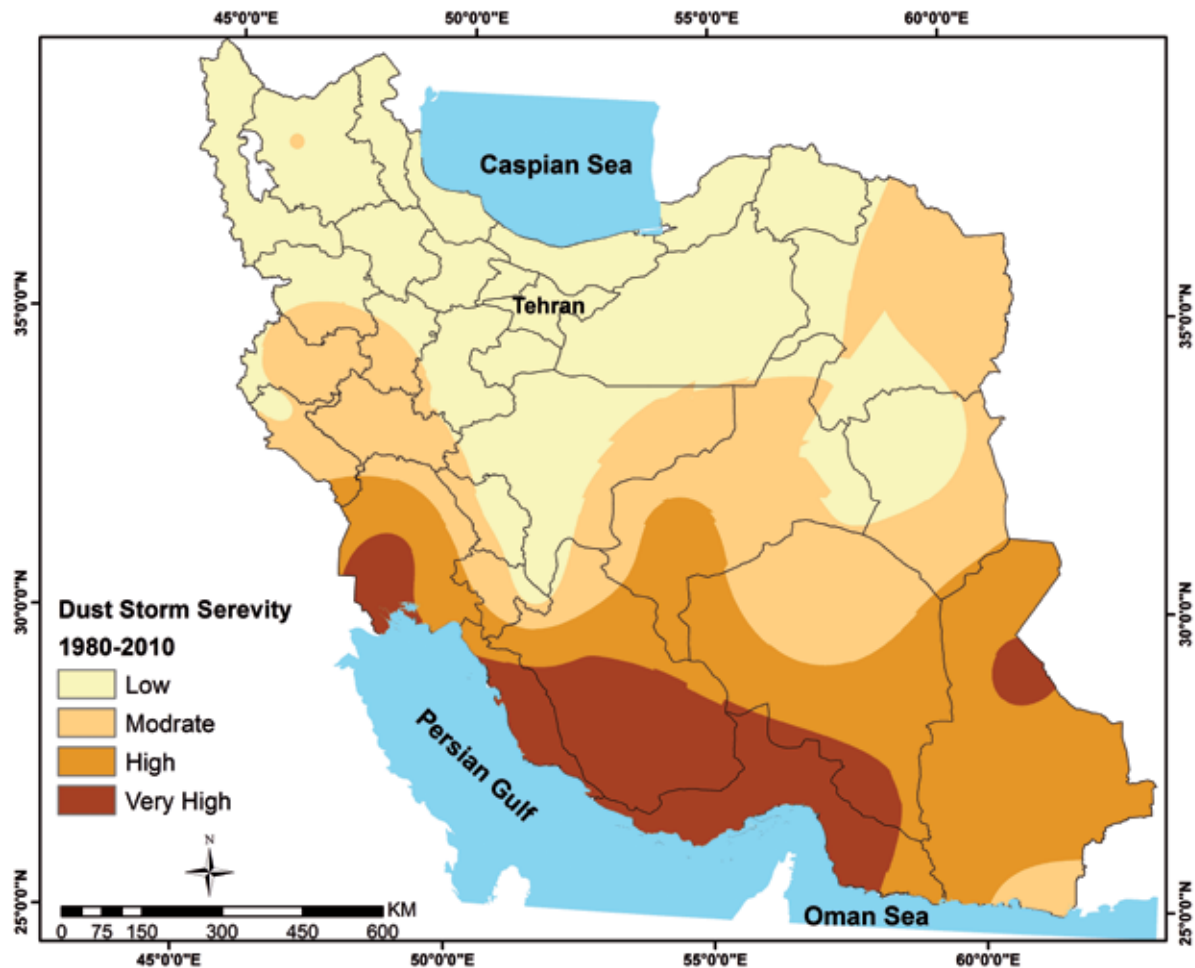 45°0'0"E 50°0'0"E 55°0'0"E 60°0'0"E
Caspian Sea
35°0'0"N
Tehran
35°0'0"N
30°0'0"N
30°0'0"N
Dust Storm Serevity
1980-2010
Low
Modrate
High
Very High
Persian Gulf
N
KM
0 75 150 300 450 600
25°0'0"N
Oman Sea
25°0'0"N
45°0'0"E 50°0'0"E 55°0'0"E 60°0'0"E